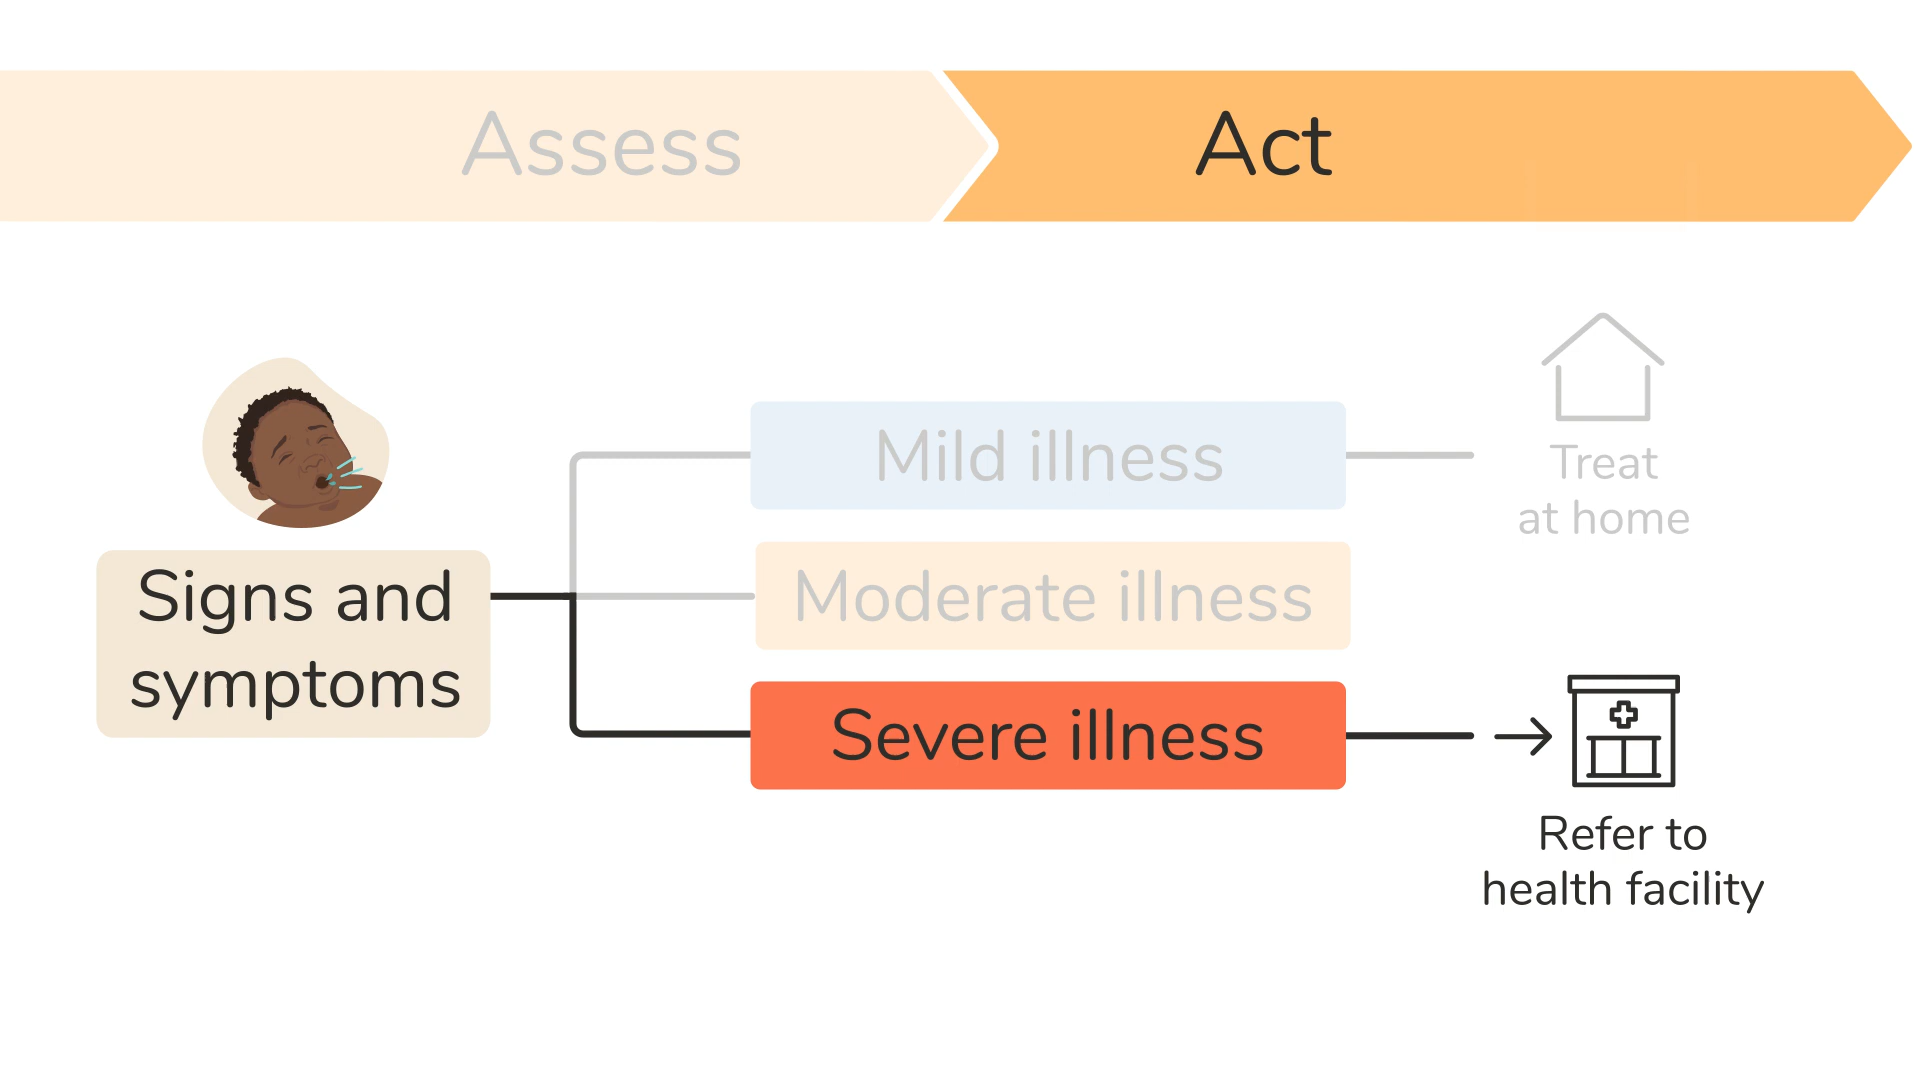 Assess
Act
Signs and
symptoms
Mild illness
Moderate illness
Severe illness
Treat
at home
Refer to
health facility